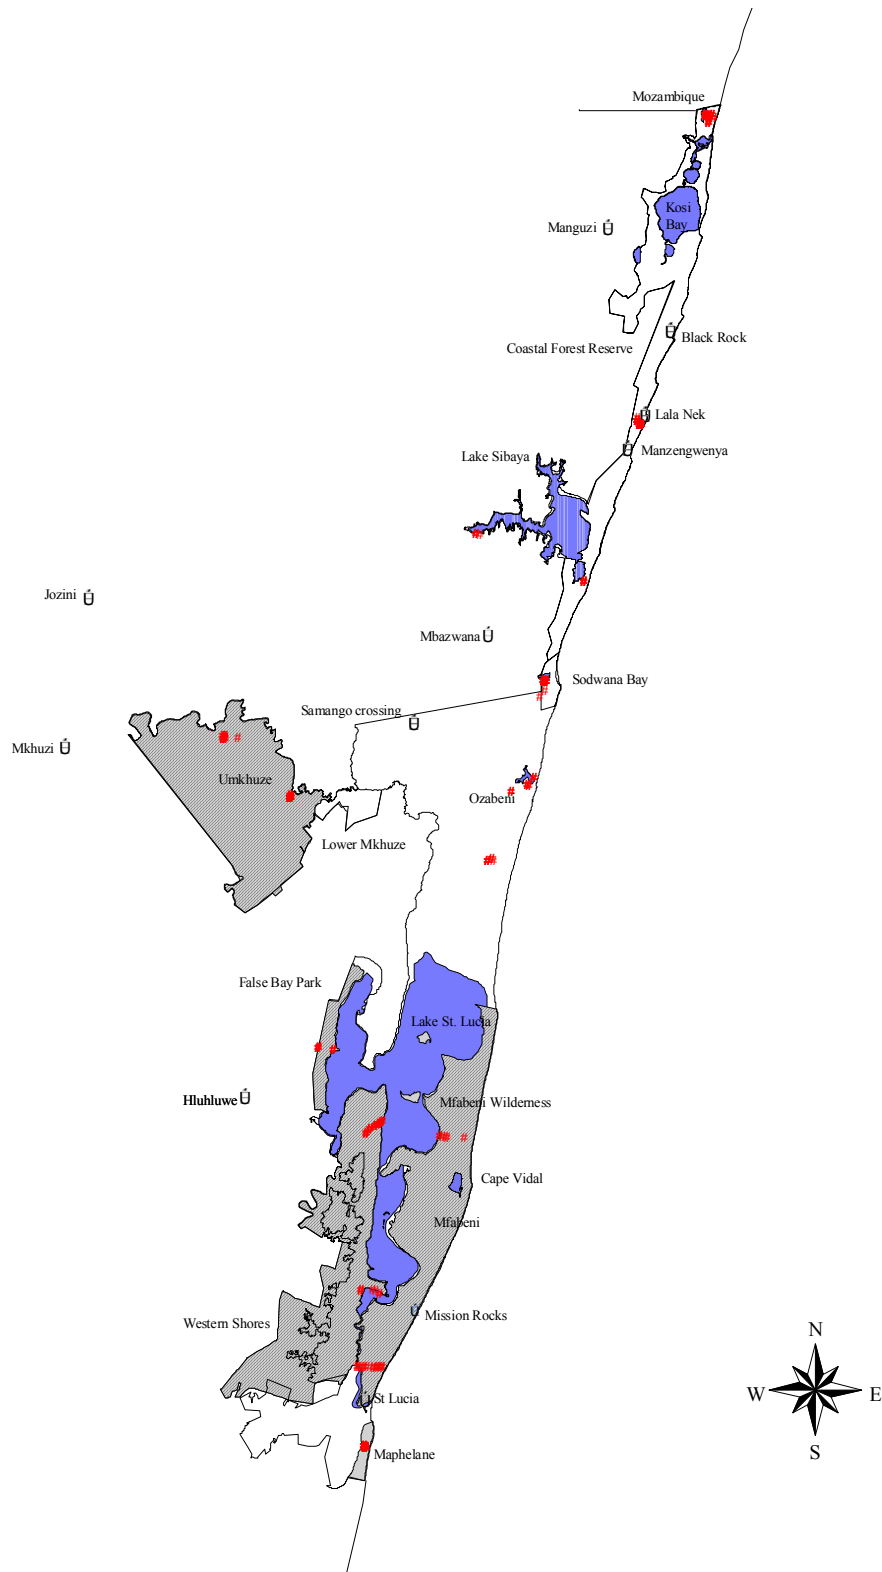 Mozambique
Kosi
Bay
Manguzi
Black Rock
Coastal Forest Reserve
Lala Nek
Manzengwenya
Lake Sibaya
Jozini
Mbazwana
Sodwana Bay
Samango crossing
Mkhuzi
Umkhuze
Ozabeni
Lower Mkhuze
False Bay Park
Lake St. Lucia
Hluhluwe
Mfabeni Wilderness
Cape Vidal
Mfabeni
Mission Rocks
Western Shores
N
W
E
S
St Lucia
Maphelane